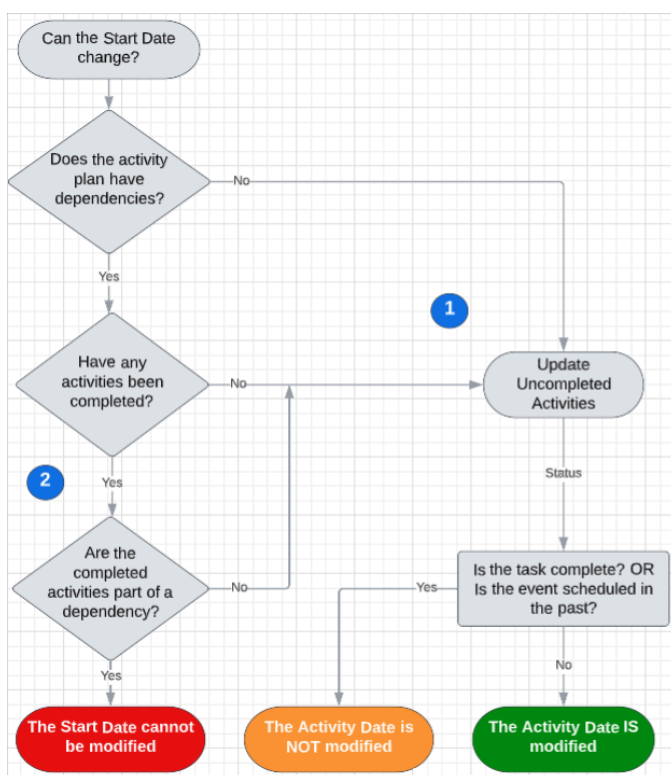 Can the Start Date
change?
Does the activity
plan have
dependencies?
No
Yes
1
Have any
activities been
completed?
No
Update
Uncompleted
Activities
2
Yes
Status
Are the
completed
activities part of a
dependency?
No
Yes
Is the task complete? OR
Is the event scheduled in
the past?
Yes
No
The Start Date cannot
be modified
The Activity Date is
NOT modified
The Activity Date IS
modified